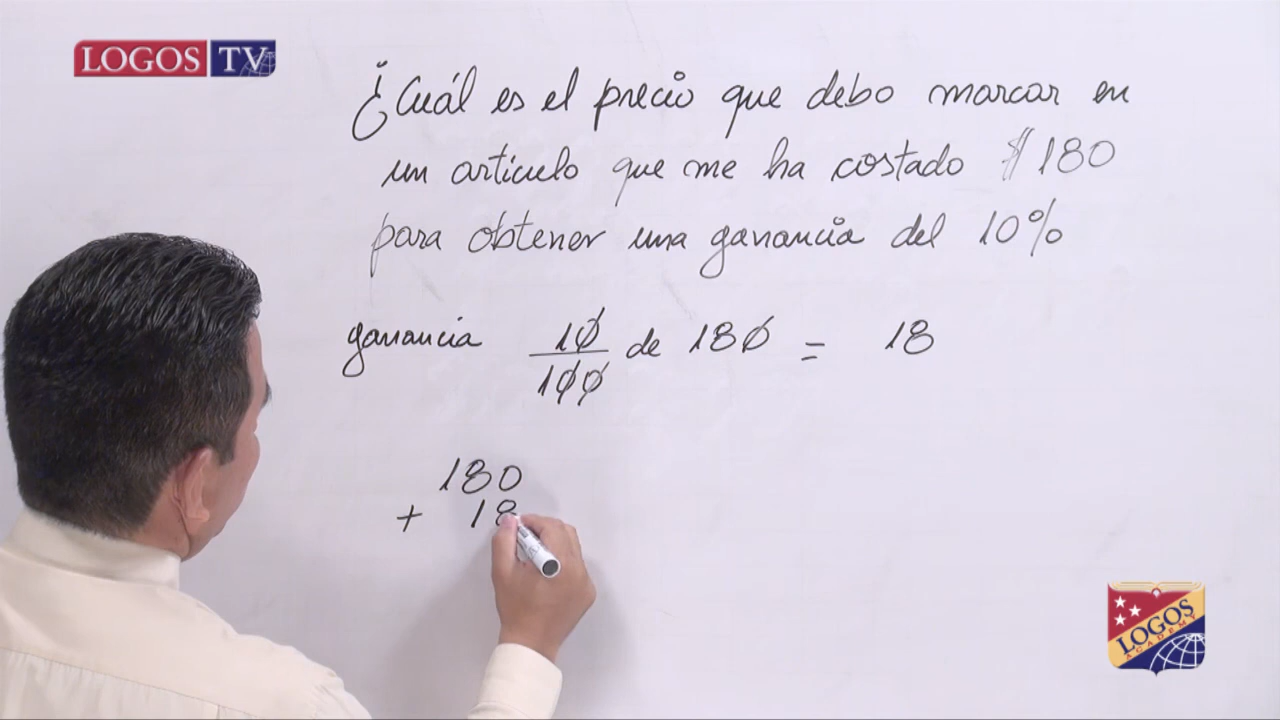 LOGOS TV
¿Cuál es el precio que debo marcar en
un artículo que me ha costado $180
para obtener una ganancia del 10%
ganancia 10/100 de 180 = 18
180
+ 18
LOGOS
ACADEMY